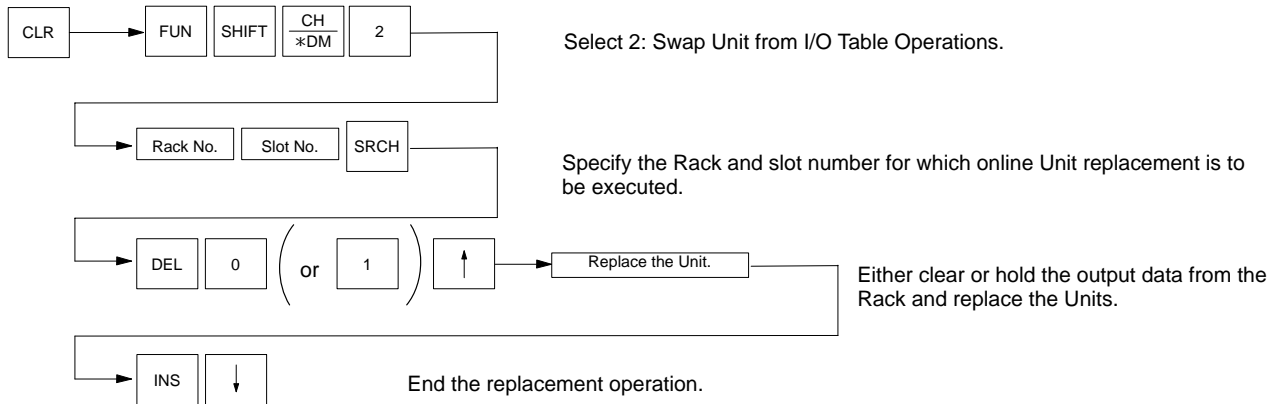 CLR FUN SHIFT CH 2
∗DM
Select 2: Swap Unit from I/O Table Operations.
Rack No. Slot No. SRCH
Specify the Rack and slot number for which online Unit replacement is to
be executed.
DEL 0 ( or 1 ) ↑ Replace the Unit.
Either clear or hold the output data from the
Rack and replace the Units.
INS ↓ End the replacement operation.